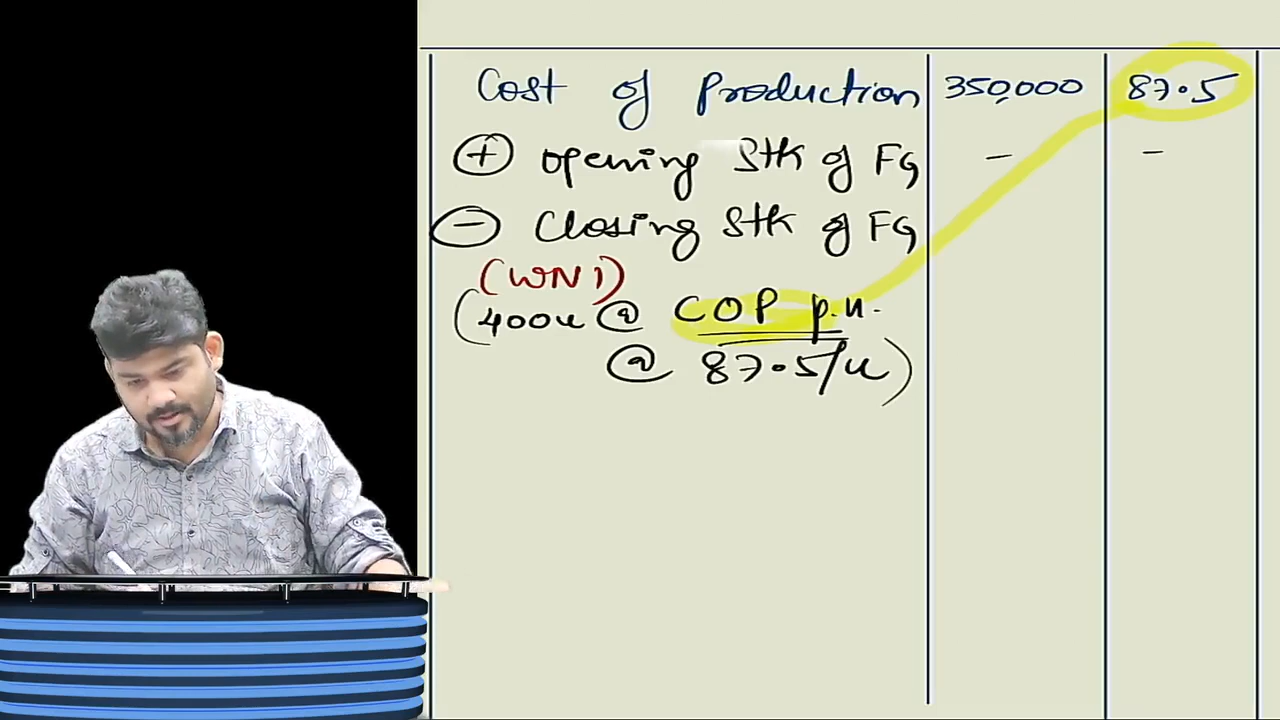 Cost of Production 350,000 87.5
+ Opening Stk of FG - -
- Closing Stk of FG
(WN1)
(400u @ COP p.u.
@ 87.5/u)